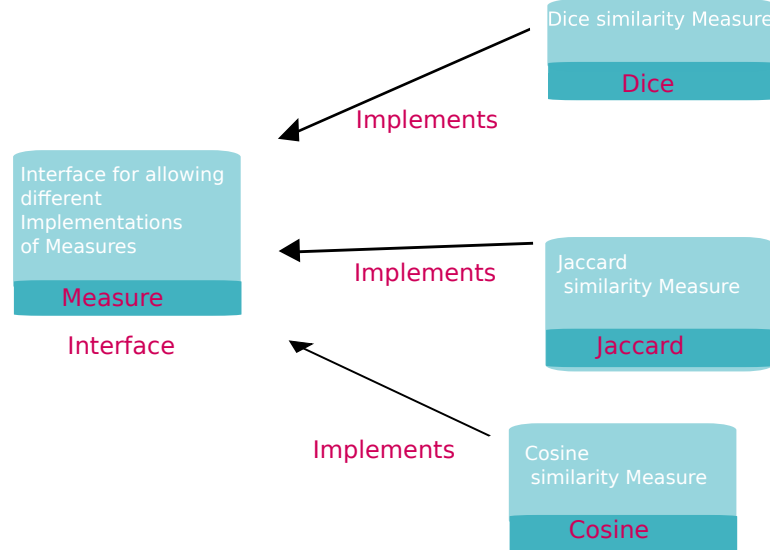 Dice similarity Measure
Dice
Implements
Interface for allowing
different
Implementations
of Measures
Measure
Interface
Implements
Jaccard
similarity Measure
Jaccard
Implements
Cosine
similarity Measure
Cosine